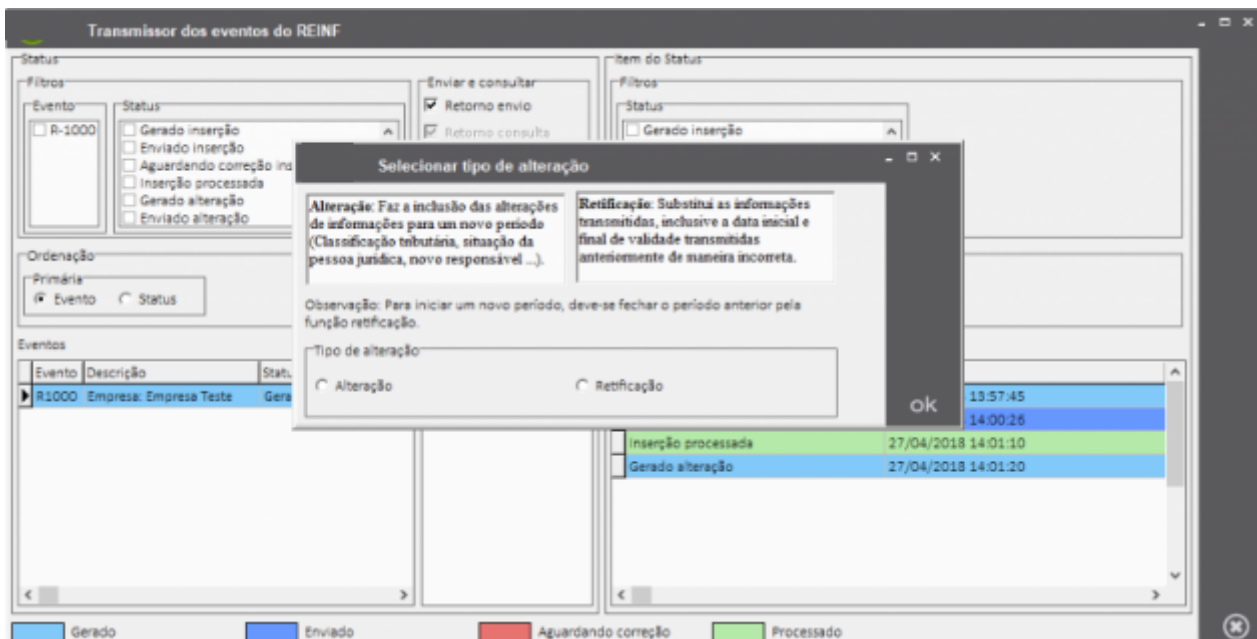 Transmissor dos eventos do REINF
Status
Filtros
Evento
R-1000
Status
Gerado inserção
Enviado inserção
Aguardando correção ins
Inserção processada
Gerado alteração
Enviado alteração
Enviar e consultar
Retorno envio
Retorno consulta
Item do Status
Filtros
Status
Gerado inserção
Ordenação
Primária
Evento
Status
Selecionar tipo de alteração
Alteração: Faz a inclusão das alterações
de informações para um novo período
(Classificação tributária, situação da
pessoa jurídica, novo responsável ...).
Retificação: Substitui as informações
transmitidas, inclusive a data inicial e
final de validade transmitidas
anteriormente de maneira incorreta.
Observação: Para iniciar um novo período, deve-se fechar o período anterior pela
função retificação.
Tipo de alteração
Alteração
Retificação
ok
Eventos
Evento Descrição Statu
R1000 Empresa: Empresa Teste Gera
13:57:45
14:00:26
Inserção processada 27/04/2018 14:01:10
Gerado alteração 27/04/2018 14:01:20
Gerado Enviado Aguardando correção Processado